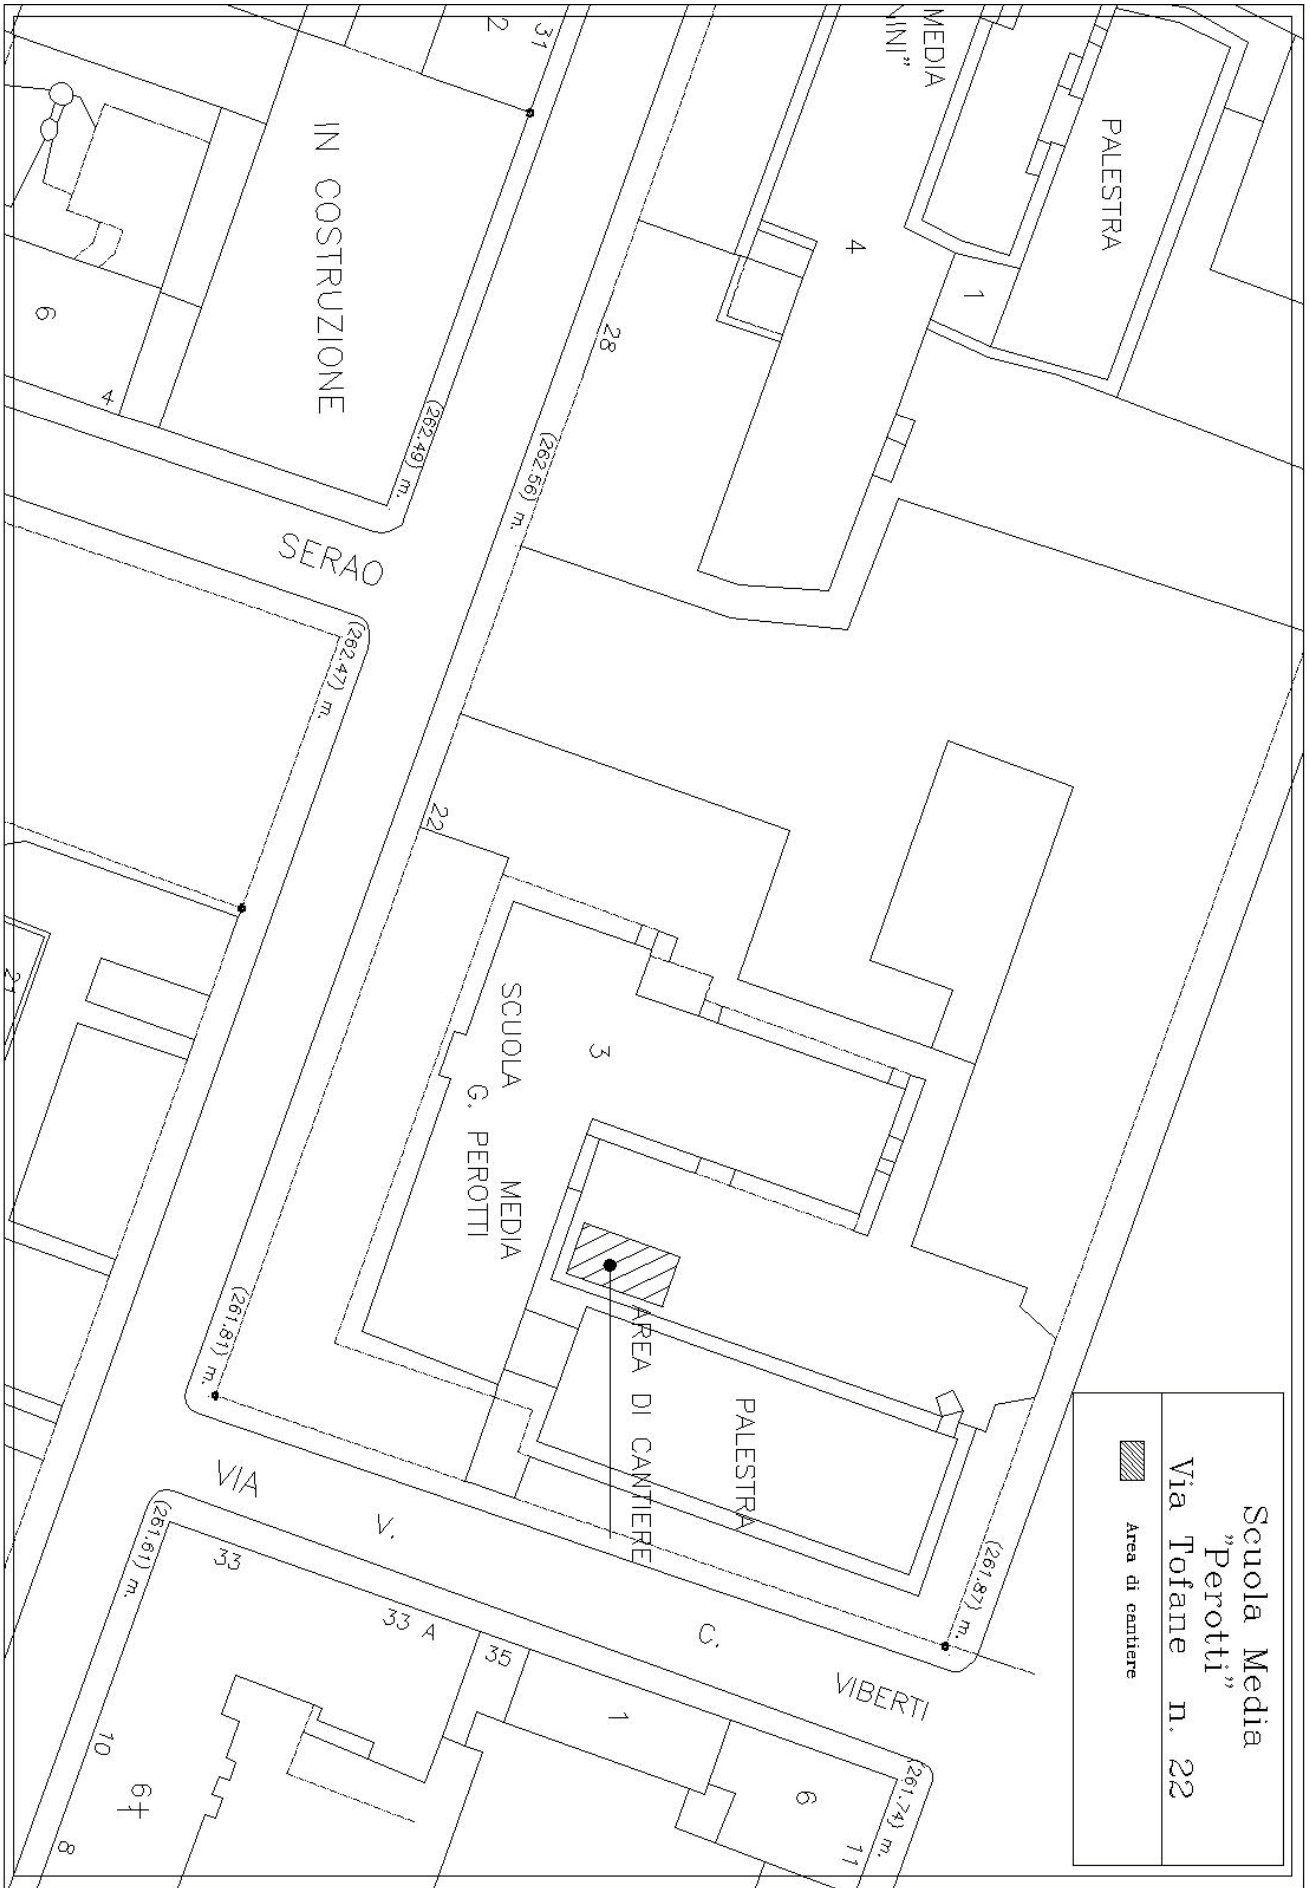 Scuola Media
"Perotti"
Via Tofane n. 22
Area di cantiere
MEDIA
INI"
PALESTRA
4
1
31
2
IN COSTRUZIONE
6
4
28
(262.49) m.
(262.56) m.
SERAO
(262.47) m.
22
3
SCUOLA MEDIA
G. PEROTTI
AREA DI CANTIERE
PALESTRA
(261.81) m.
(261.87) m.
VIA V. C. VIBERTI
(261.61) m.
(261.74) m.
33
33 A
35
1
6
11
10
6†
8